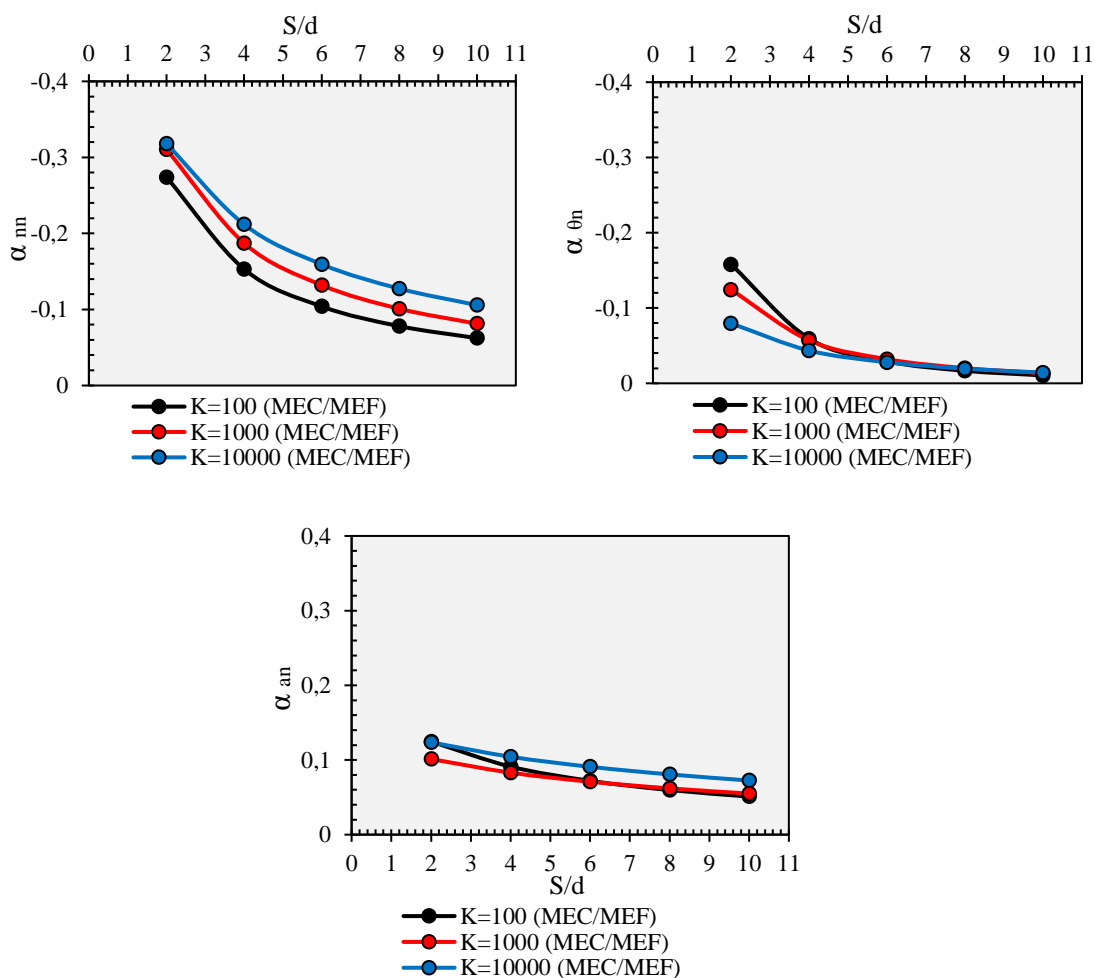 S/d
0 1 2 3 4 5 6 7 8 9 10 11
-0,4
-0,3
-0,2
-0,1
0
α nn
K=100 (MEC/MEF)
K=1000 (MEC/MEF)
K=10000 (MEC/MEF)
S/d
0 1 2 3 4 5 6 7 8 9 10 11
-0,4
-0,3
-0,2
-0,1
0
α θn
K=100 (MEC/MEF)
K=1000 (MEC/MEF)
K=10000 (MEC/MEF)
0,4
0,3
0,2
0,1
0
α an
0 1 2 3 4 5 6 7 8 9 10 11
S/d
K=100 (MEC/MEF)
K=1000 (MEC/MEF)
K=10000 (MEC/MEF)